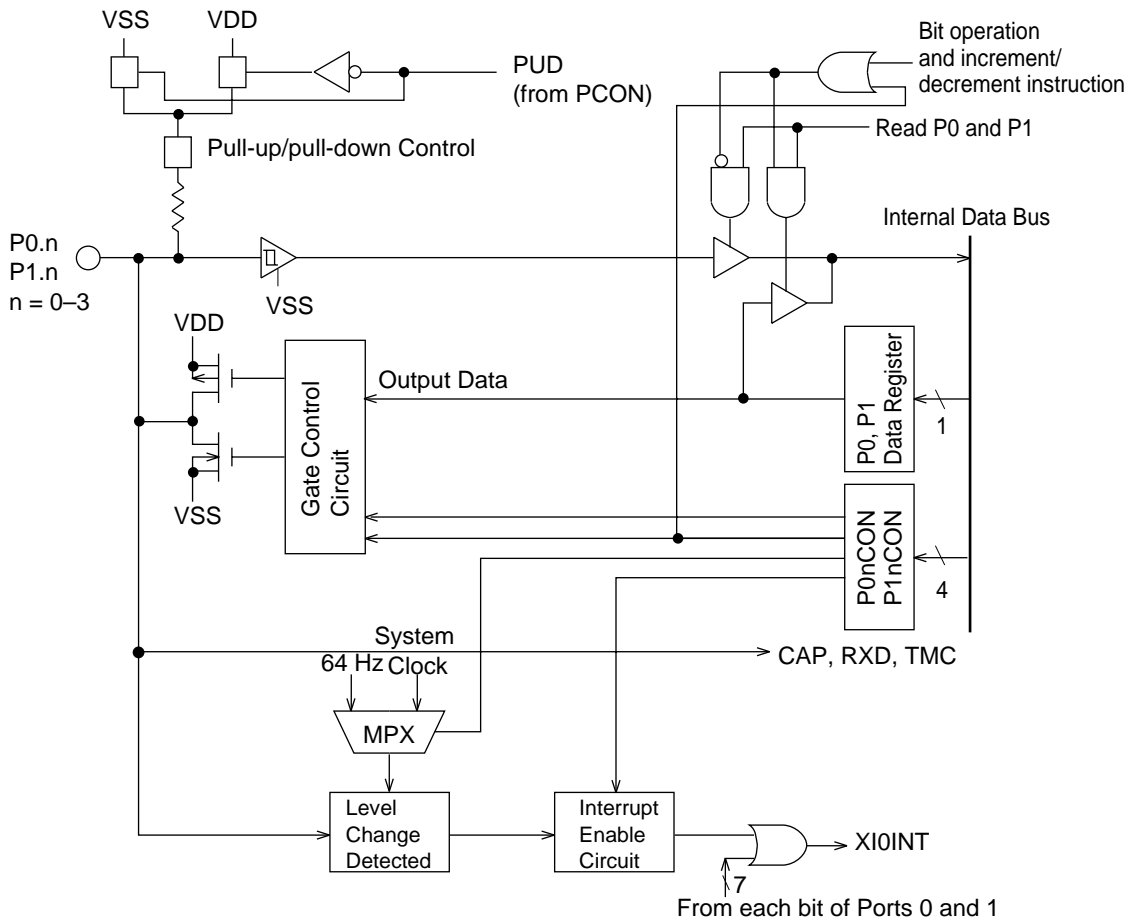 VSS
VDD
PUD
(from PCON)
Bit operation
and increment/
decrement instruction
Pull-up/pull-down Control
Read P0 and P1
Internal Data Bus
P0.n
P1.n
n = 0–3
VSS
VDD
Output Data
Gate Control
Circuit
P0, P1
Data Register
1
VSS
P0nCON
P1nCON
4
System
Clock
64 Hz
CAP, RXD, TMC
MPX
Level
Change
Detected
Interrupt
Enable
Circuit
XI0INT
7
From each bit of Ports 0 and 1